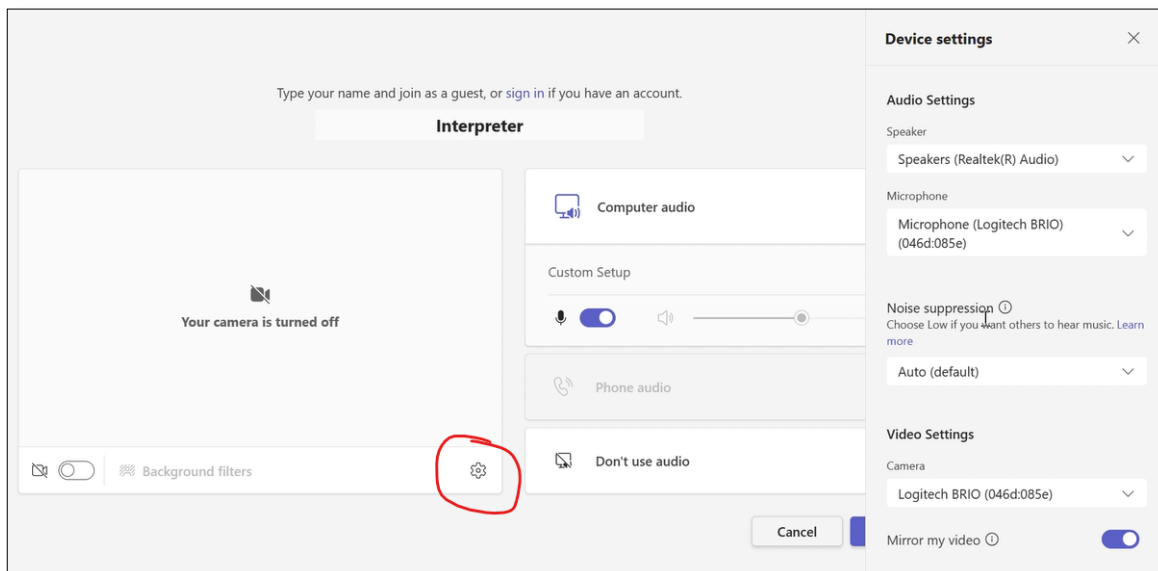 Type your name and join as a guest, or sign in if you have an account.
Interpreter
Your camera is turned off
Background filters
Computer audio
Custom Setup
Phone audio
Don't use audio
Cancel
Device settings
Audio Settings
Speaker
Speakers (Realtek(R) Audio)
Microphone
Microphone (Logitech BRIO)
(046d:085e)
Noise suppression
Choose Low if you want others to hear music. Learn
more
Auto (default)
Video Settings
Camera
Logitech BRIO (046d:085e)
Mirror my video